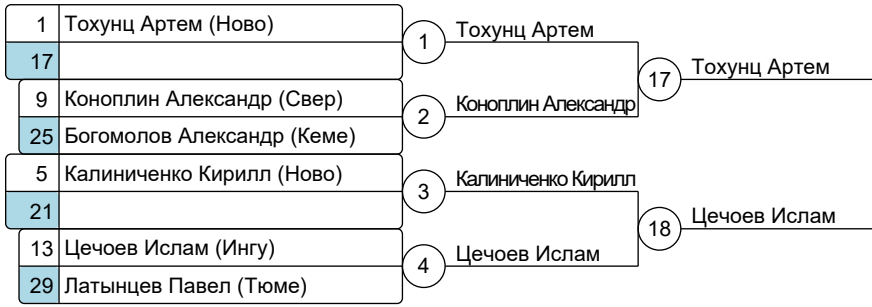 1 Тохунц Артем (Ново)
17
1 Тохунц Артем
9 Коноплин Александр (Свер)
25 Богомолов Александр (Кеме)
2 Коноплин Александр
17 Тохунц Артем
5 Калиниченко Кирилл (Ново)
21
3 Калиниченко Кирилл
13 Цечоев Ислам (Ингу)
29 Латынцев Павел (Тюме)
4 Цечоев Ислам
18 Цечоев Ислам